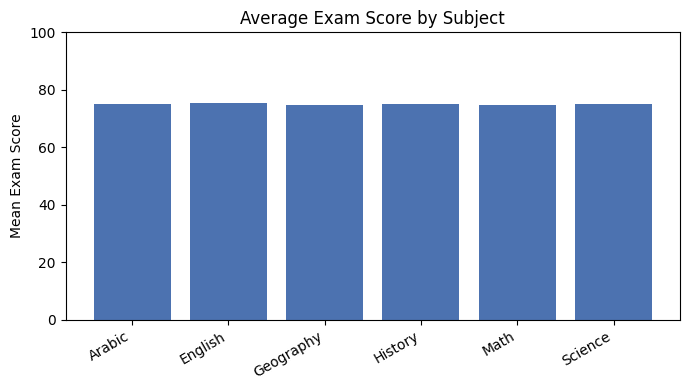 Average Exam Score by Subject
Mean Exam Score
100
80
60
40
20
0
Arabic
English
Geography
History
Math
Science